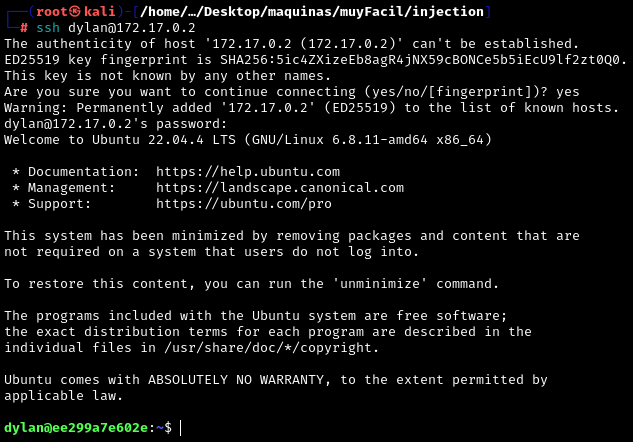 ┌──(root㉿kali)-[/home/…/Desktop/maquinas/muyFacil/injection]
└─# ssh dylan@172.17.0.2
The authenticity of host '172.17.0.2 (172.17.0.2)' can't be established.
ED25519 key fingerprint is SHA256:5ic4ZXizeEb8agR4jNX59cBONCe5b5iEcU9lf2zt0Q0.
This key is not known by any other names.
Are you sure you want to continue connecting (yes/no/[fingerprint])? yes
Warning: Permanently added '172.17.0.2' (ED25519) to the list of known hosts.
dylan@172.17.0.2's password:
Welcome to Ubuntu 22.04.4 LTS (GNU/Linux 6.8.11-amd64 x86_64)

 * Documentation:  https://help.ubuntu.com
 * Management:     https://landscape.canonical.com
 * Support:        https://ubuntu.com/pro

This system has been minimized by removing packages and content that are
not required on a system that users do not log into.

To restore this content, you can run the 'unminimize' command.

The programs included with the Ubuntu system are free software;
the exact distribution terms for each program are described in the
individual files in /usr/share/doc/*/copyright.

Ubuntu comes with ABSOLUTELY NO WARRANTY, to the extent permitted by
applicable law.

dylan@ee299a7e602e:~$